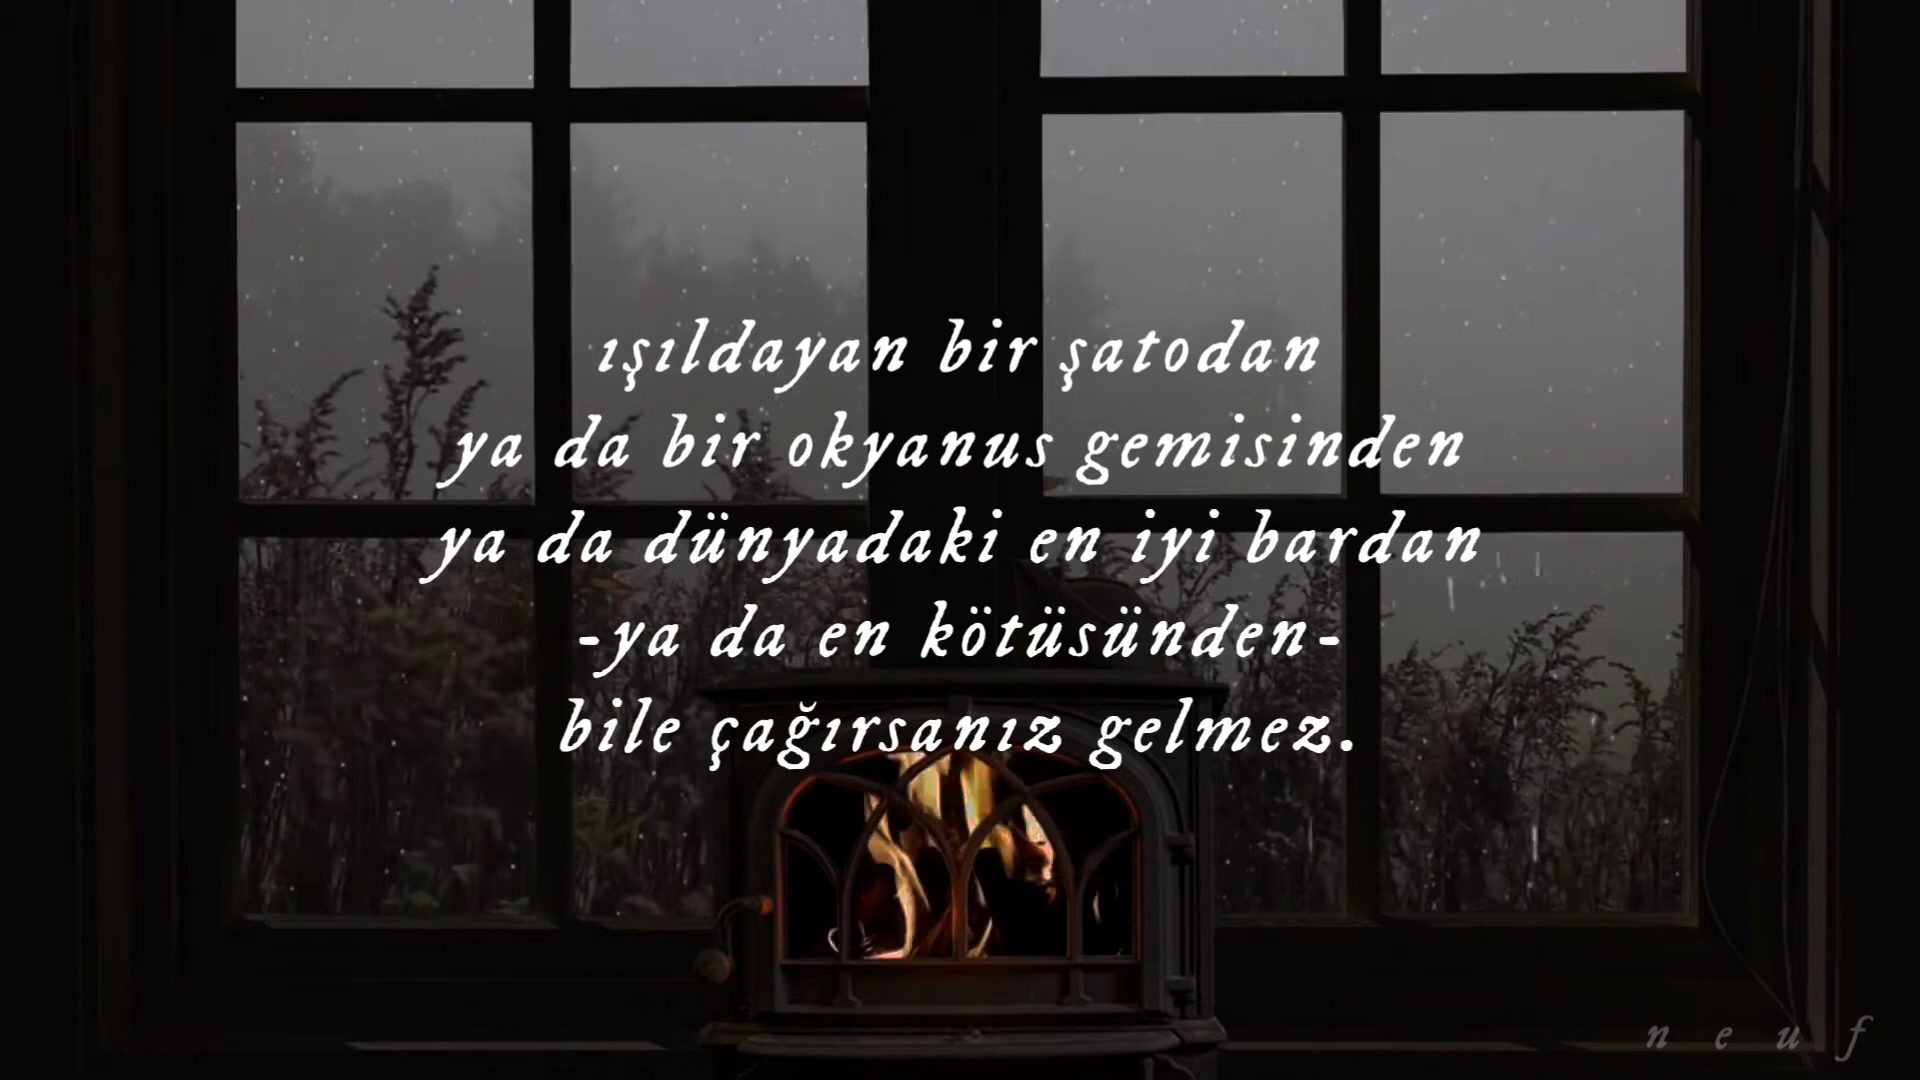 ışıldayan bir şatodan
ya da bir okyanus gemisinden
ya da dünyadaki en iyi bardan
-ya da en kötüsünden-
bile çağırsanız gelmez.
neuf